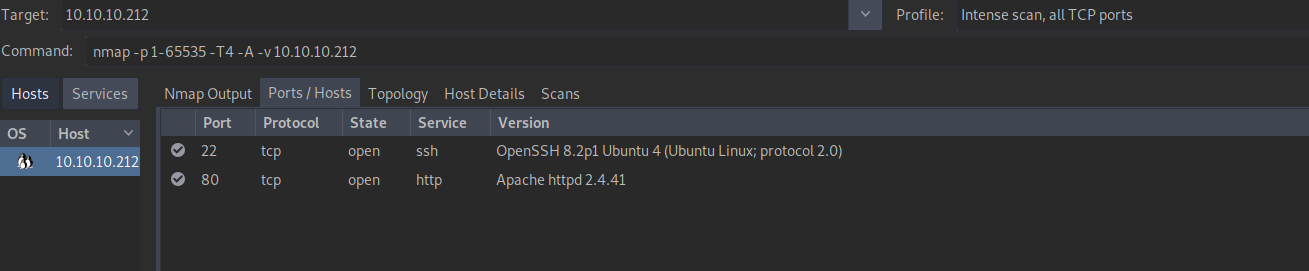 Target: 10.10.10.212 Profile: Intense scan, all TCP ports
Command: nmap -p 1-65535 -T4 -A -v 10.10.10.212
Hosts Services Nmap Output Ports / Hosts Topology Host Details Scans
OS Host Port Protocol State Service Version
10.10.10.212 22 tcp open ssh OpenSSH 8.2p1 Ubuntu 4 (Ubuntu Linux; protocol 2.0)
80 tcp open http Apache httpd 2.4.41